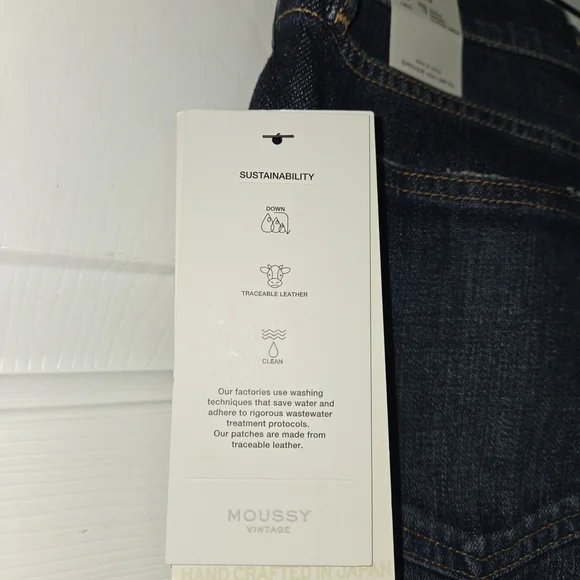 SUSTAINABILITY
DOWN
TRACEABLE LEATHER
CLEAN
Our factories use washing
techniques that save water and
adhere to rigorous wastewater
treatment protocols.
Our patches are made from
traceable leather.
MOUSSY
VINTAGE
HAND CRAFTED IN JAPAN